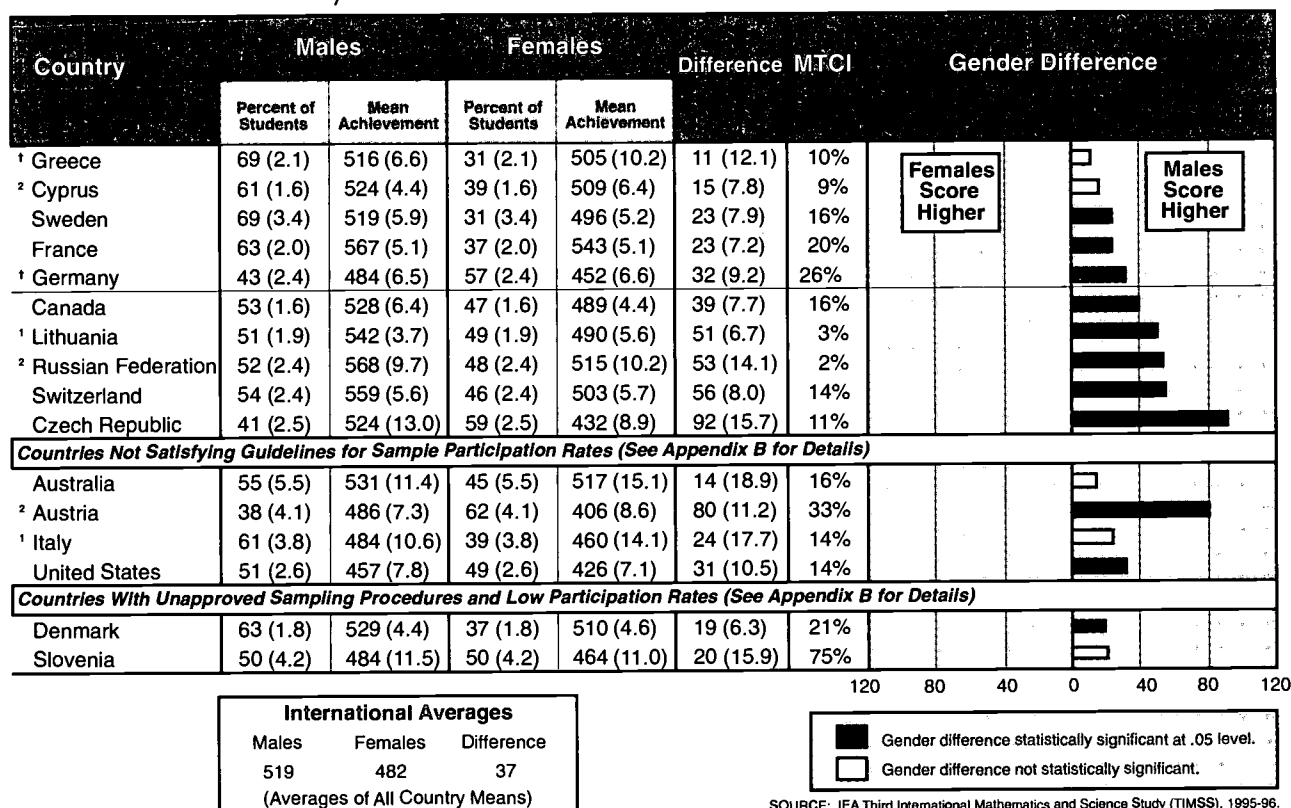 Country Males Females Difference MTCI Gender Difference
Percent of Students Mean Achievement Percent of Students Mean Achievement
† Greece 69 (2.1) 516 (6.6) 31 (2.1) 505 (10.2) 11 (12.1) 10%
² Cyprus 61 (1.6) 524 (4.4) 39 (1.6) 509 (6.4) 15 (7.8) 9%
Sweden 69 (3.4) 519 (5.9) 31 (3.4) 496 (5.2) 23 (7.9) 16%
France 63 (2.0) 567 (5.1) 37 (2.0) 543 (5.1) 23 (7.2) 20%
† Germany 43 (2.4) 484 (6.5) 57 (2.4) 452 (6.6) 32 (9.2) 26%
Canada 53 (1.6) 528 (6.4) 47 (1.6) 489 (4.4) 39 (7.7) 16%
¹ Lithuania 51 (1.9) 542 (3.7) 49 (1.9) 490 (5.6) 51 (6.7) 3%
² Russian Federation 52 (2.4) 568 (9.7) 48 (2.4) 515 (10.2) 53 (14.1) 2%
Switzerland 54 (2.4) 559 (5.6) 46 (2.4) 503 (5.7) 56 (8.0) 14%
Czech Republic 41 (2.5) 524 (13.0) 59 (2.5) 432 (8.9) 92 (15.7) 11%
Females Score Higher
Males Score Higher
Countries Not Satisfying Guidelines for Sample Participation Rates (See Appendix B for Details)
Australia 55 (5.5) 531 (11.4) 45 (5.5) 517 (15.1) 14 (18.9) 16%
² Austria 38 (4.1) 486 (7.3) 62 (4.1) 406 (8.6) 80 (11.2) 33%
¹ Italy 61 (3.8) 484 (10.6) 39 (3.8) 460 (14.1) 24 (17.7) 14%
United States 51 (2.6) 457 (7.8) 49 (2.6) 426 (7.1) 31 (10.5) 14%
Countries With Unapproved Sampling Procedures and Low Participation Rates (See Appendix B for Details)
Denmark 63 (1.8) 529 (4.4) 37 (1.8) 510 (4.6) 19 (6.3) 21%
Slovenia 50 (4.2) 484 (11.5) 50 (4.2) 464 (11.0) 20 (15.9) 75%
120 80 40 0 40 80 120
International Averages
Males Females Difference
519 482 37
(Averages of All Country Means)
Gender difference statistically significant at .05 level.
Gender difference not statistically significant.
SOURCE: IEA Third International Mathematics and Science Study (TIMSS), 1995-96.